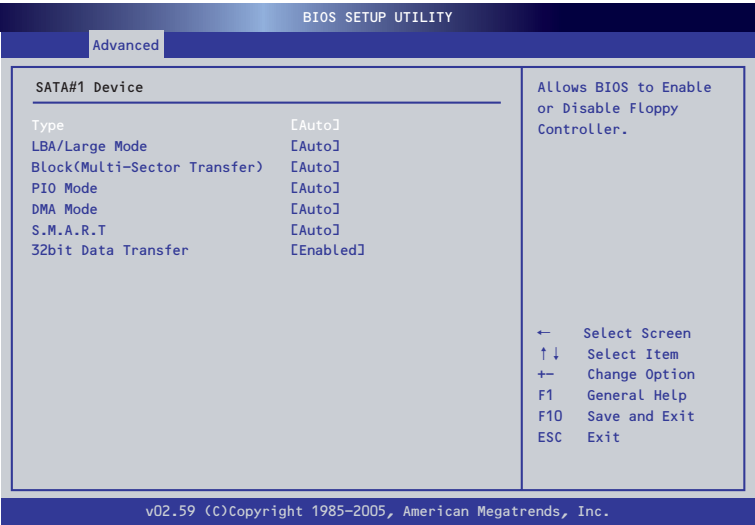 BIOS SETUP UTILITY
Advanced
SATA#1 Device
Type [Auto]
LBA/Large Mode [Auto]
Block(Multi-Sector Transfer) [Auto]
PIO Mode [Auto]
DMA Mode [Auto]
S.M.A.R.T [Auto]
32bit Data Transfer [Enabled]
Allows BIOS to Enable
or Disable Floppy
Controller.
← Select Screen
↑↓ Select Item
+- Change Option
F1 General Help
F10 Save and Exit
ESC Exit
v02.59 (C)Copyright 1985-2005, American Megatrends, Inc.